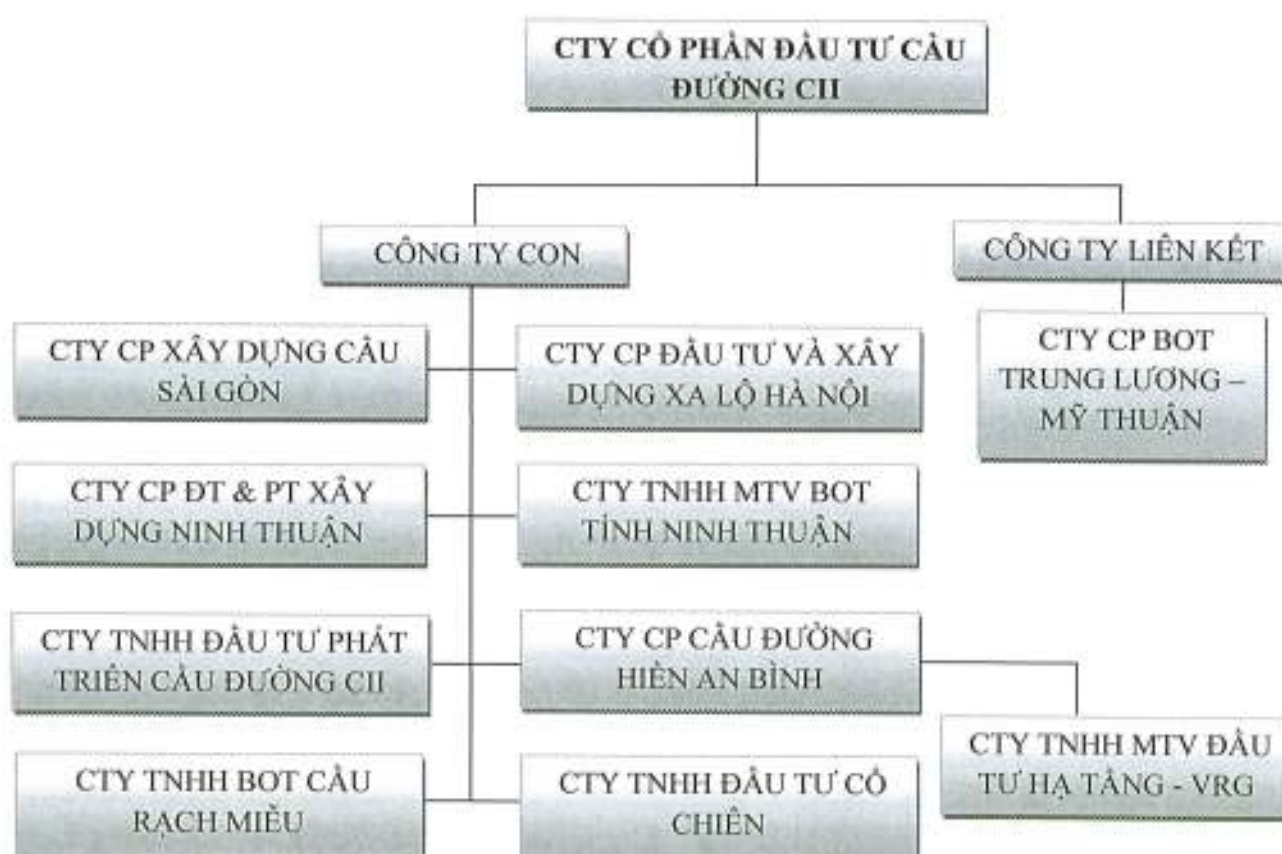 CTY CỔ PHẦN ĐẦU TƯ CẦU
ĐƯỜNG CII
CÔNG TY CON
CÔNG TY LIÊN KẾT
CTY CP XÂY DỰNG CẦU
SÀI GÒN
CTY CP ĐẦU TƯ VÀ XÂY
DỰNG XA LỘ HÀ NỘI
CTY CP BOT
TRUNG LƯƠNG –
MỸ THUẬN
CTY CP ĐT & PT XÂY
DỰNG NINH THUẬN
CTY TNHH MTV BOT
TỈNH NINH THUẬN
CTY TNHH ĐẦU TƯ PHÁT
TRIỂN CẦU ĐƯỜNG CII
CTY CP CẦU ĐƯỜNG
HIỀN AN BÌNH
CTY TNHH MTV ĐẦU
TƯ HẠ TẦNG - VRG
CTY TNHH BOT CẦU
RẠCH MIỄU
CTY TNHH ĐẦU TƯ CỔ
CHIÊN